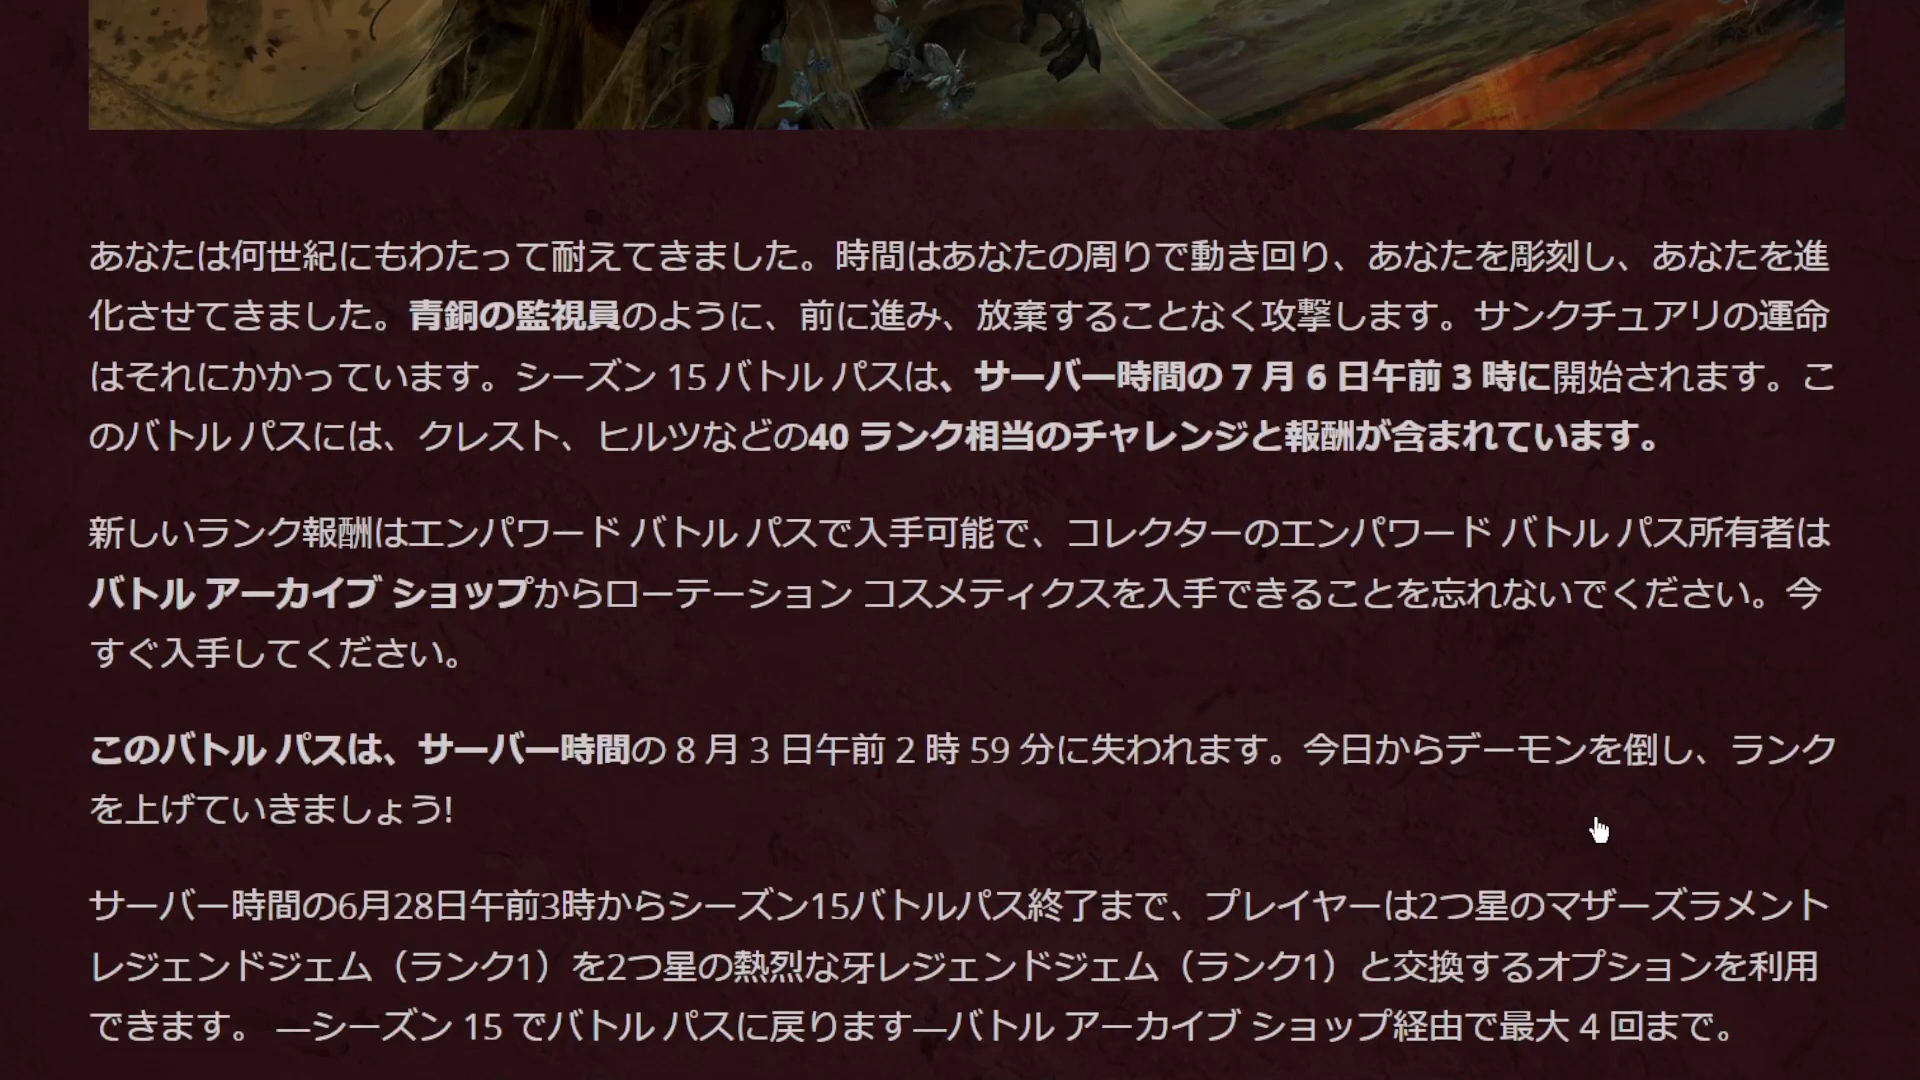 あなたは何世紀にもわたって耐えてきました。時間はあなたの周りで動き回り、あなたを彫刻し、あなたを進
化させてきました。青銅の監視員のように、前に進み、放棄することなく攻撃します。サンクチュアリの運命
はそれにかかっています。シーズン 15 バトル パスは、サーバー時間の 7 月 6 日午前 3 時に開始されます。こ
のバトル パスには、クレスト、ヒルツなどの40 ランク相当のチャレンジと報酬が含まれています。
新しいランク報酬はエンパワード バトル パスで入手可能で、コレクターのエンパワード バトル パス所有者は
バトル アーカイブ ショップからローテーション コスメティクスを入手できることを忘れないでください。今
すぐ入手してください。
このバトル パスは、サーバー時間の 8 月 3 日午前 2 時 59 分に失われます。今日からデーモンを倒し、ランク
を上げていきましょう!
サーバー時間の6月28日午前3時からシーズン15バトルパス終了まで、プレイヤーは2つ星のマザーズラメント
レジェンドジェム（ランク1）を2つ星の熱烈な牙レジェンドジェム（ランク1）と交換するオプションを利用
できます。 —シーズン 15 でバトル パスに戻ります—バトル アーカイブ ショップ経由で最大 4 回まで。